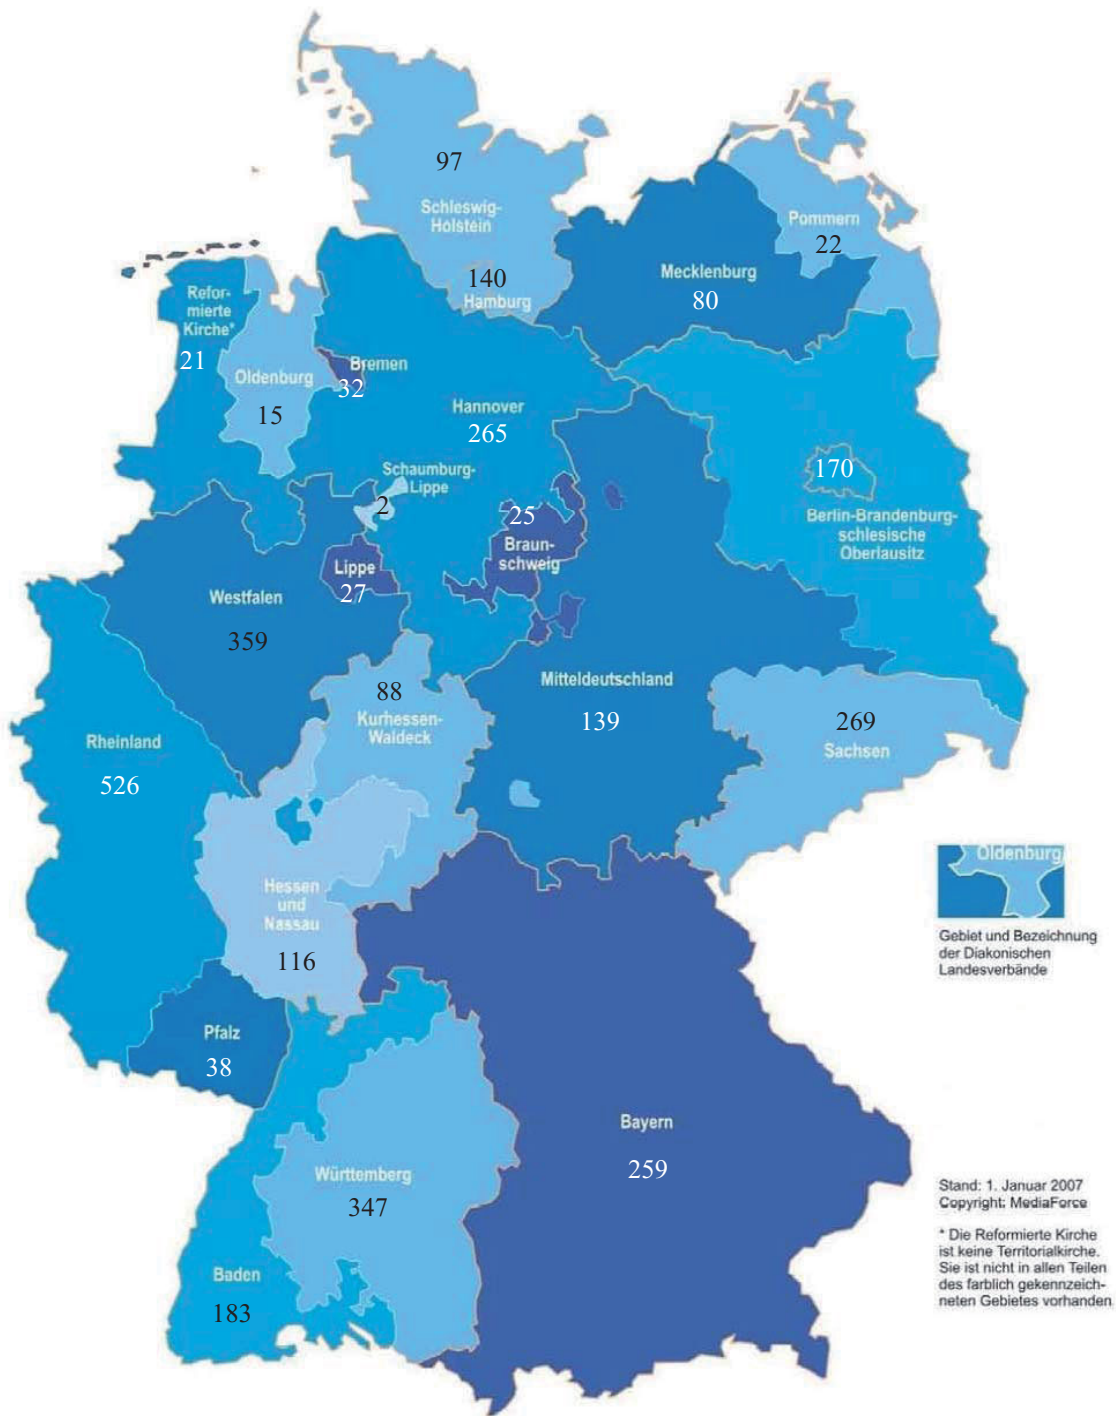 97
Schleswig-
Holstein
140
Hamburg
Pommern
22
Mecklenburg
80
Refor-
mierte
Kirche*
21
Oldenburg
15
Bremen
32
Hannover
265
Schaumburg-
Lippe
2
170
Berlin-Brandenburg-
schlesische
Oberlausitz
25
Braun-
schweig
Lippe
27
Westfalen
359
88
Kurhessen-
Waldeck
Mitteldeutschland
139
269
Sachsen
Rheinland
526
Hessen
und
Nassau
116
Oldenburg
Gebiet und Bezeichnung
der Diakonischen
Landesverbände
Pfalz
38
Bayern
259
Württemberg
347
Baden
183
Stand: 1. Januar 2007
Copyright: MediaForce
* Die Reformierte Kirche
ist keine Territorialkirche.
Sie ist nicht in allen Teilen
des farblich gekennzeich-
neten Gebietes vorhanden